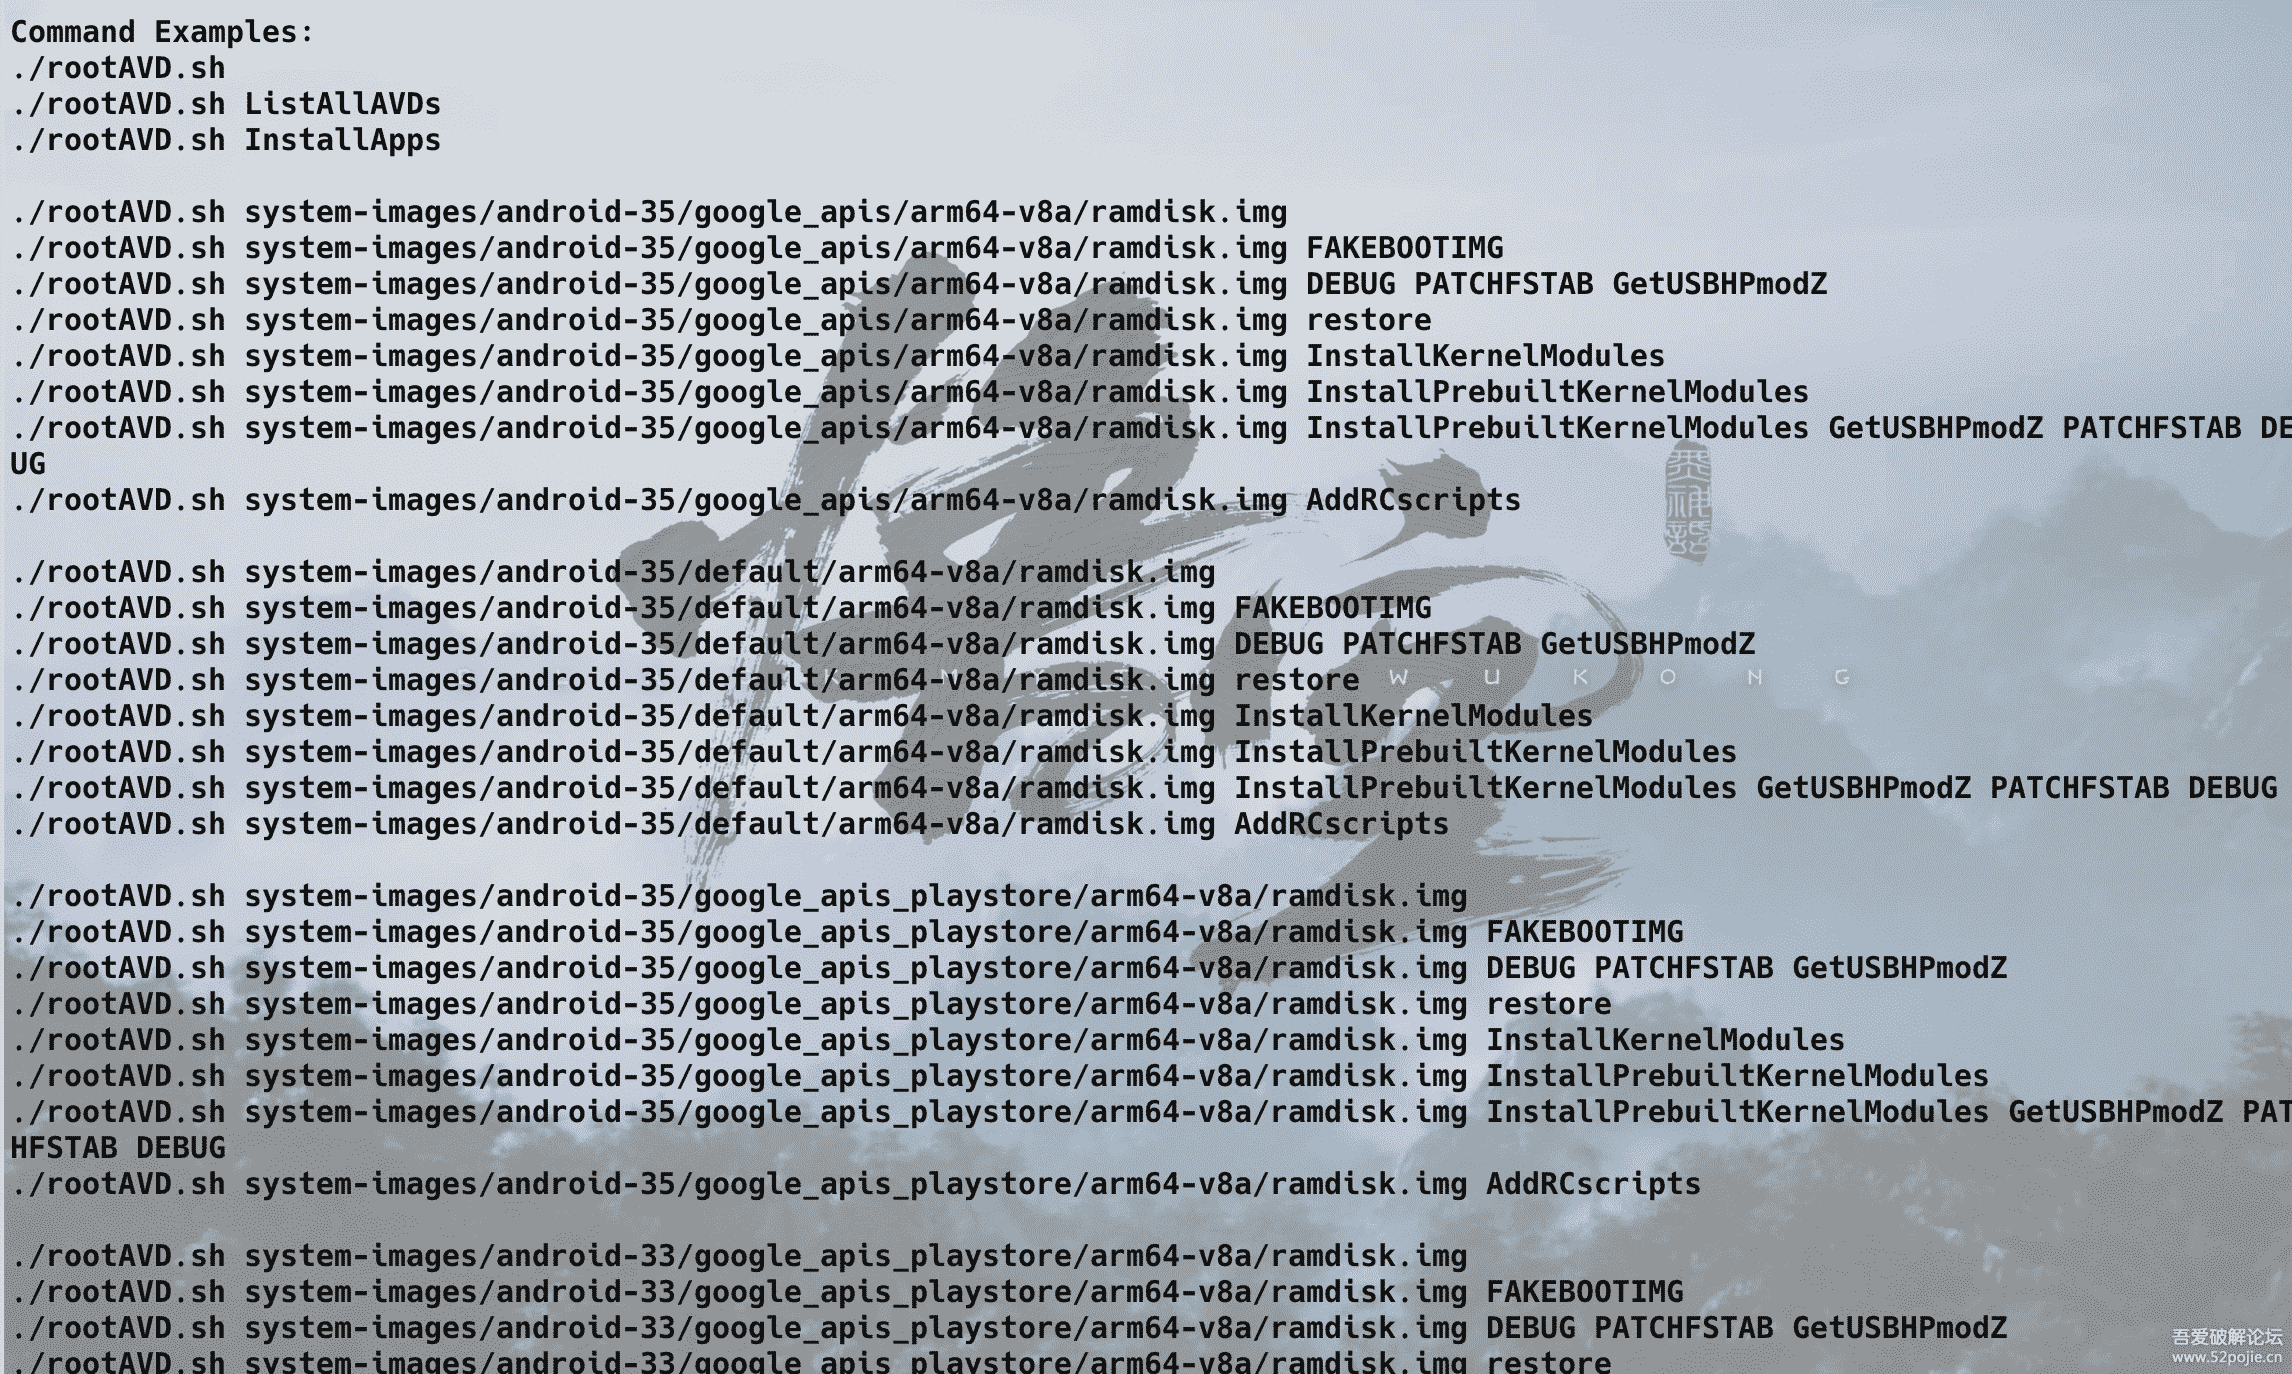 Command Examples:
./rootAVD.sh
./rootAVD.sh ListAllAVDs
./rootAVD.sh InstallApps
./rootAVD.sh system-images/android-35/google_apis/arm64-v8a/ramdisk.img
./rootAVD.sh system-images/android-35/google_apis/arm64-v8a/ramdisk.img FAKEBOOTIMG
./rootAVD.sh system-images/android-35/google_apis/arm64-v8a/ramdisk.img DEBUG PATCHFSTAB GetUSBHPmodZ
./rootAVD.sh system-images/android-35/google_apis/arm64-v8a/ramdisk.img restore
./rootAVD.sh system-images/android-35/google_apis/arm64-v8a/ramdisk.img InstallKernelModules
./rootAVD.sh system-images/android-35/google_apis/arm64-v8a/ramdisk.img InstallPrebuiltKernelModules
./rootAVD.sh system-images/android-35/google_apis/arm64-v8a/ramdisk.img InstallPrebuiltKernelModules GetUSBHPmodZ PATCHFSTAB DE
UG
./rootAVD.sh system-images/android-35/google_apis/arm64-v8a/ramdisk.img AddRCscripts
./rootAVD.sh system-images/android-35/default/arm64-v8a/ramdisk.img
./rootAVD.sh system-images/android-35/default/arm64-v8a/ramdisk.img FAKEBOOTIMG
./rootAVD.sh system-images/android-35/default/arm64-v8a/ramdisk.img DEBUG PATCHFSTAB GetUSBHPmodZ
./rootAVD.sh system-images/android-35/default/arm64-v8a/ramdisk.img restore
WUKONG
./rootAVD.sh system-images/android-35/default/arm64-v8a/ramdisk.img InstallKernelModules
./rootAVD.sh system-images/android-35/default/arm64-v8a/ramdisk.img InstallPrebuiltKernelModules
./rootAVD.sh system-images/android-35/default/arm64-v8a/ramdisk.img InstallPrebuiltKernelModules GetUSBHPmodZ PATCHFSTAB DEBUG
./rootAVD.sh system-images/android-35/default/arm64-v8a/ramdisk.img AddRCscripts
./rootAVD.sh system-images/android-35/google_apis_playstore/arm64-v8a/ramdisk.img
./rootAVD.sh system-images/android-35/google_apis_playstore/arm64-v8a/ramdisk.img FAKEBOOTIMG
./rootAVD.sh system-images/android-35/google_apis_playstore/arm64-v8a/ramdisk.img DEBUG PATCHFSTAB GetUSBHPmodZ
./rootAVD.sh system-images/android-35/google_apis_playstore/arm64-v8a/ramdisk.img restore
./rootAVD.sh system-images/android-35/google_apis_playstore/arm64-v8a/ramdisk.img InstallKernelModules
./rootAVD.sh system-images/android-35/google_apis_playstore/arm64-v8a/ramdisk.img InstallPrebuiltKernelModules
./rootAVD.sh system-images/android-35/google_apis_playstore/arm64-v8a/ramdisk.img InstallPrebuiltKernelModules GetUSBHPmodZ PAT
HFSTAB DEBUG
./rootAVD.sh system-images/android-35/google_apis_playstore/arm64-v8a/ramdisk.img AddRCscripts
./rootAVD.sh system-images/android-33/google_apis_playstore/arm64-v8a/ramdisk.img
./rootAVD.sh system-images/android-33/google_apis_playstore/arm64-v8a/ramdisk.img FAKEBOOTIMG
./rootAVD.sh system-images/android-33/google_apis_playstore/arm64-v8a/ramdisk.img DEBUG PATCHFSTAB GetUSBHPmodZ
./rootAVD.sh system-images/android-33/google_apis_playstore/arm64-v8a/ramdisk.img restore
悟空
吾爱破解论坛
www.52pojie.cn